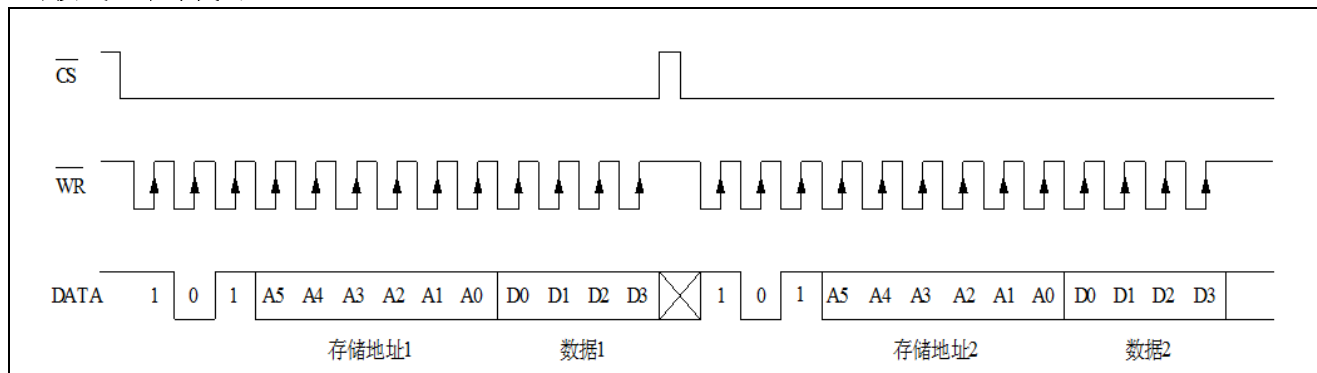 CS
WR
DATA 1 0 1 A5 A4 A3 A2 A1 A0 D0 D1 D2 D3 1 0 1 A5 A4 A3 A2 A1 A0 D0 D1 D2 D3
存储地址1 数据1 存储地址2 数据2